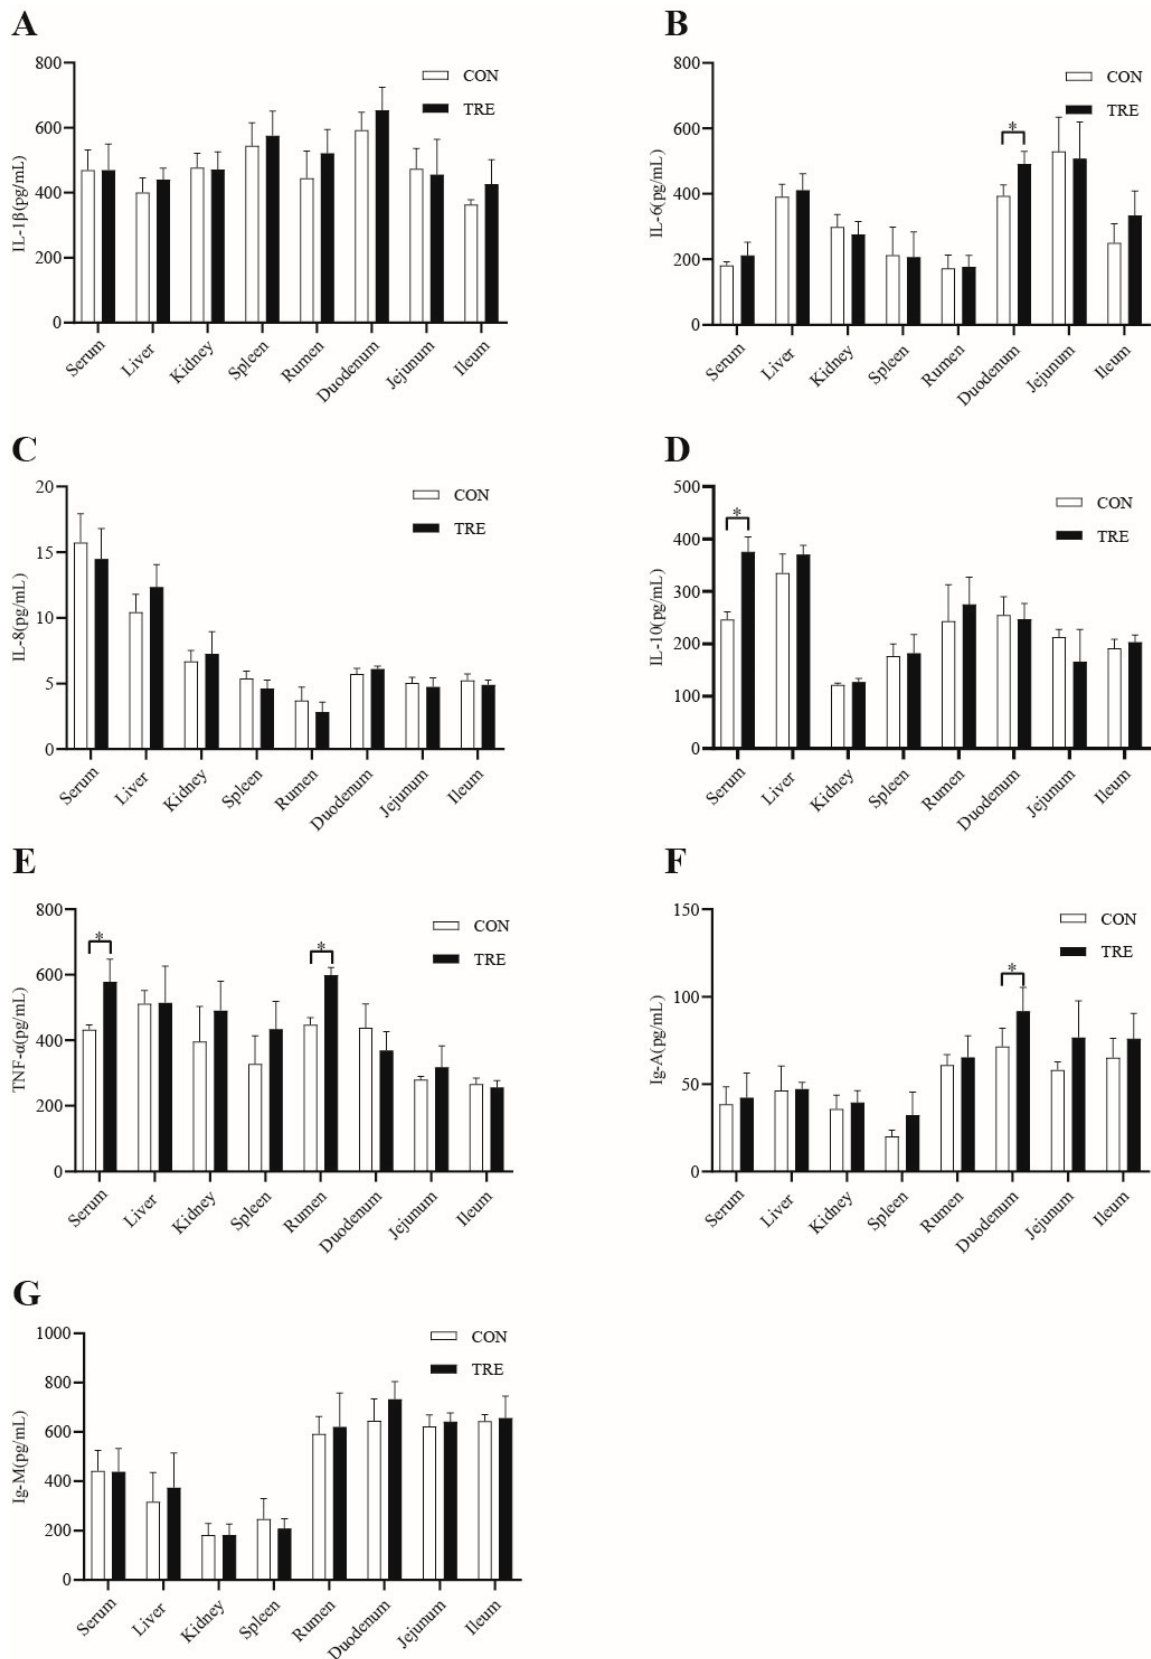 A
IL-1β(pg/mL)
800
600
400
200
0
CON
TRE
Serum
Liver
Kidney
Spleen
Rumen
Duodenum
Jejunum
Ileum
B
IL-6(pg/mL)
800
600
400
200
0
CON
TRE
*
Serum
Liver
Kidney
Spleen
Rumen
Duodenum
Jejunum
Ileum
C
IL-8(pg/mL)
20
15
10
5
0
CON
TRE
Serum
Liver
Kidney
Spleen
Rumen
Duodenum
Jejunum
Ileum
D
IL-10(pg/mL)
500
400
300
200
100
0
CON
TRE
*
Serum
Liver
Kidney
Spleen
Rumen
Duodenum
Jejunum
Ileum
E
TNF-α(pg/mL)
800
600
400
200
0
CON
TRE
*
*
Serum
Liver
Kidney
Spleen
Rumen
Duodenum
Jejunum
Ileum
F
Ig-A(pg/mL)
150
100
50
0
CON
TRE
*
Serum
Liver
Kidney
Spleen
Rumen
Duodenum
Jejunum
Ileum
G
Ig-M(pg/mL)
1000
800
600
400
200
0
CON
TRE
Serum
Liver
Kidney
Spleen
Rumen
Duodenum
Jejunum
Ileum